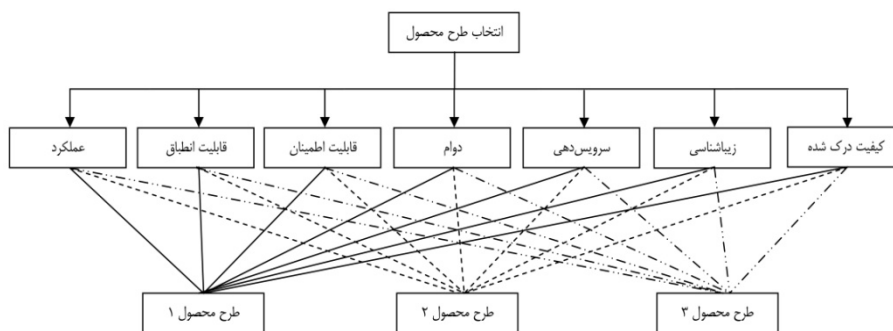 انتخاب طرح محصول
کیفیت درک شده
زیباشناسی
سرویس‌دهی
دوام
قابلیت اطمینان
قابلیت انطباق
عملکرد
طرح محصول ۳
طرح محصول ۲
طرح محصول ۱